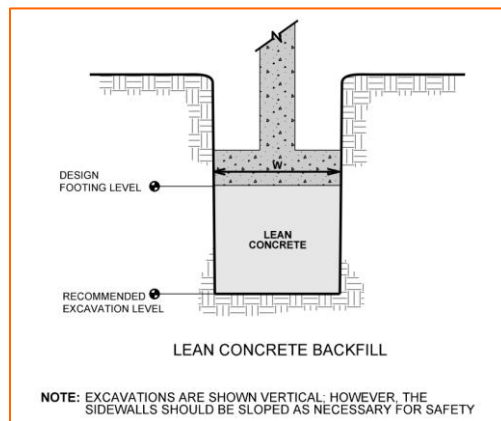 DESIGN
FOOTING LEVEL
W
LEAN
CONCRETE
RECOMMENDED
EXCAVATION LEVEL
LEAN CONCRETE BACKFILL
NOTE: EXCAVATIONS ARE SHOWN VERTICAL; HOWEVER, THE
SIDEWALLS SHOULD BE SLOPED AS NECESSARY FOR SAFETY